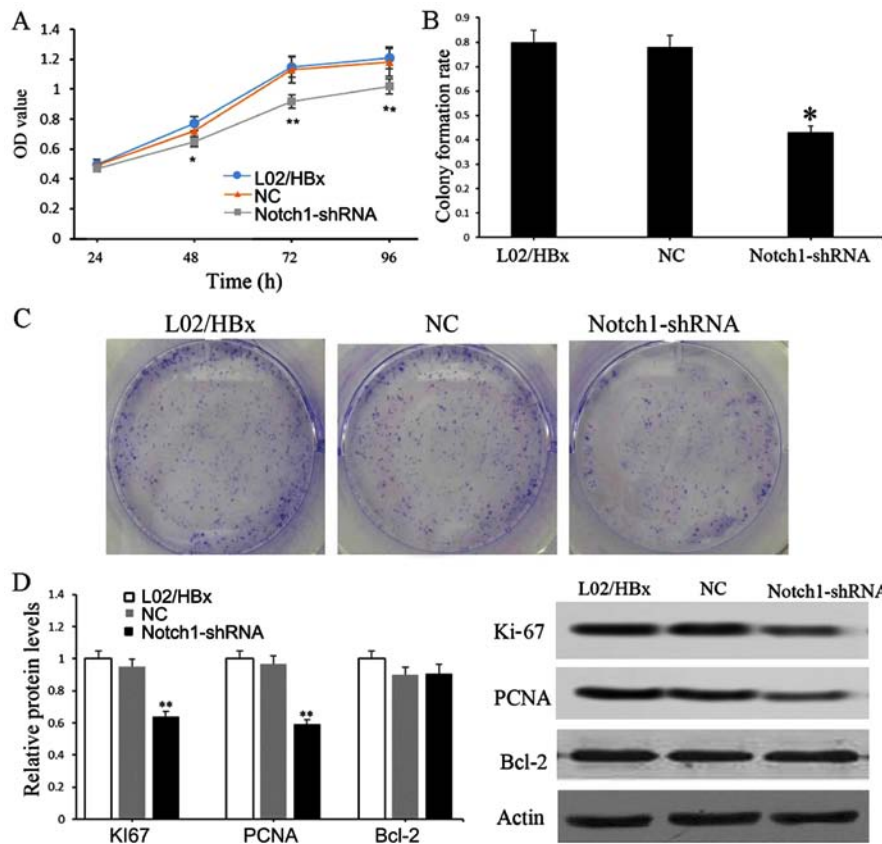 A
OD value
1.4
1.2
1
0.8
0.6
0.4
0.2
0
24
48
72
96
Time (h)
*
**
**
L02/HBx
NC
Notch1-shRNA
B
Colony formation rate
0.9
0.8
0.7
0.6
0.5
0.4
0.3
0.2
0.1
0
*
L02/HBx
NC
Notch1-shRNA
C
L02/HBx
NC
Notch1-shRNA
D
Relative protein levels
1.4
1.2
1
0.8
0.6
0.4
0.2
0
L02/HBx
NC
Notch1-shRNA
**
**
KI67
PCNA
Bcl-2
L02/HBx
NC
Notch1-shRNA
Ki-67
PCNA
Bcl-2
Actin